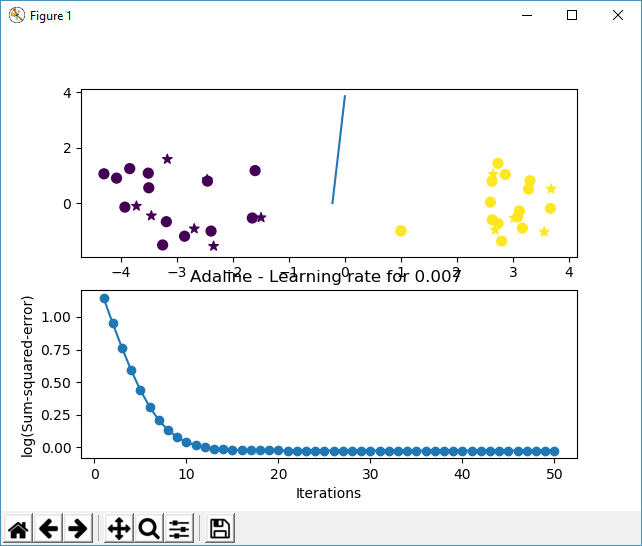 Figure 1
4
2
0
−4 −3 −2 −1 0 1 2 3 4
Adaline - Learning rate for 0.007
log(Sum-squared-error)
1.00
0.75
0.50
0.25
0.00
0 10 20 30 40 50
Iterations